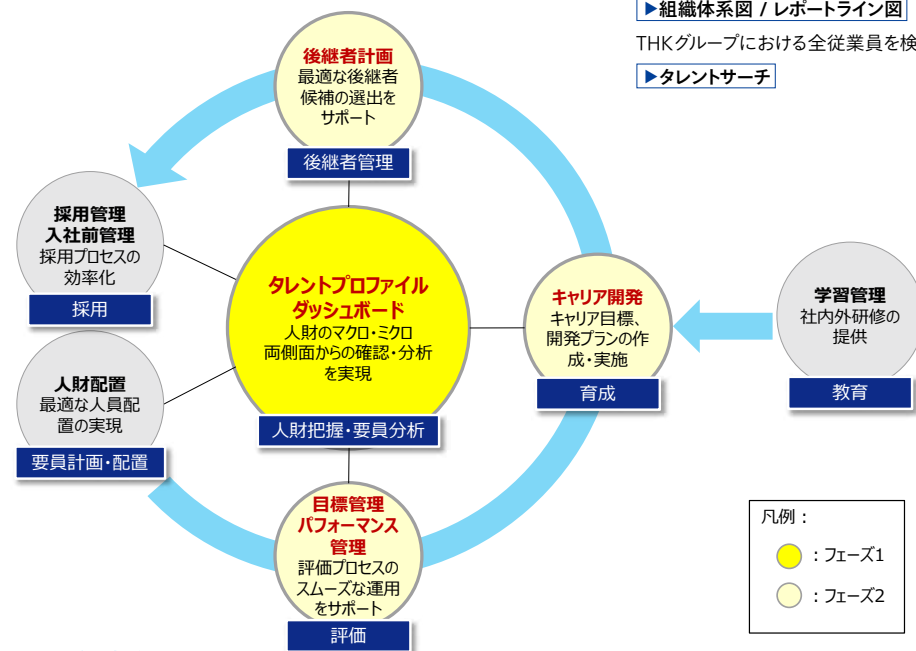 ▶組織体系図 / レポートライン図
THKグループにおける全従業員を検
▶タレントサーチ
後継者計画
最適な後継者
候補の選出を
サポート
後継者管理
採用管理
入社前管理
採用プロセスの
効率化
採用
タレントプロファイル
ダッシュボード
人財のマクロ・ミクロ
両側面からの確認・分析
を実現
人財把握・要員分析
キャリア開発
キャリア目標、
開発プランの作
成・実施
育成
学習管理
社内外研修の
提供
教育
人財配置
最適な人員配
置の実現
要員計画・配置
目標管理
パフォーマンス
管理
評価プロセスの
スムーズな運用
をサポート
評価
凡例：
：フェーズ1
：フェーズ2